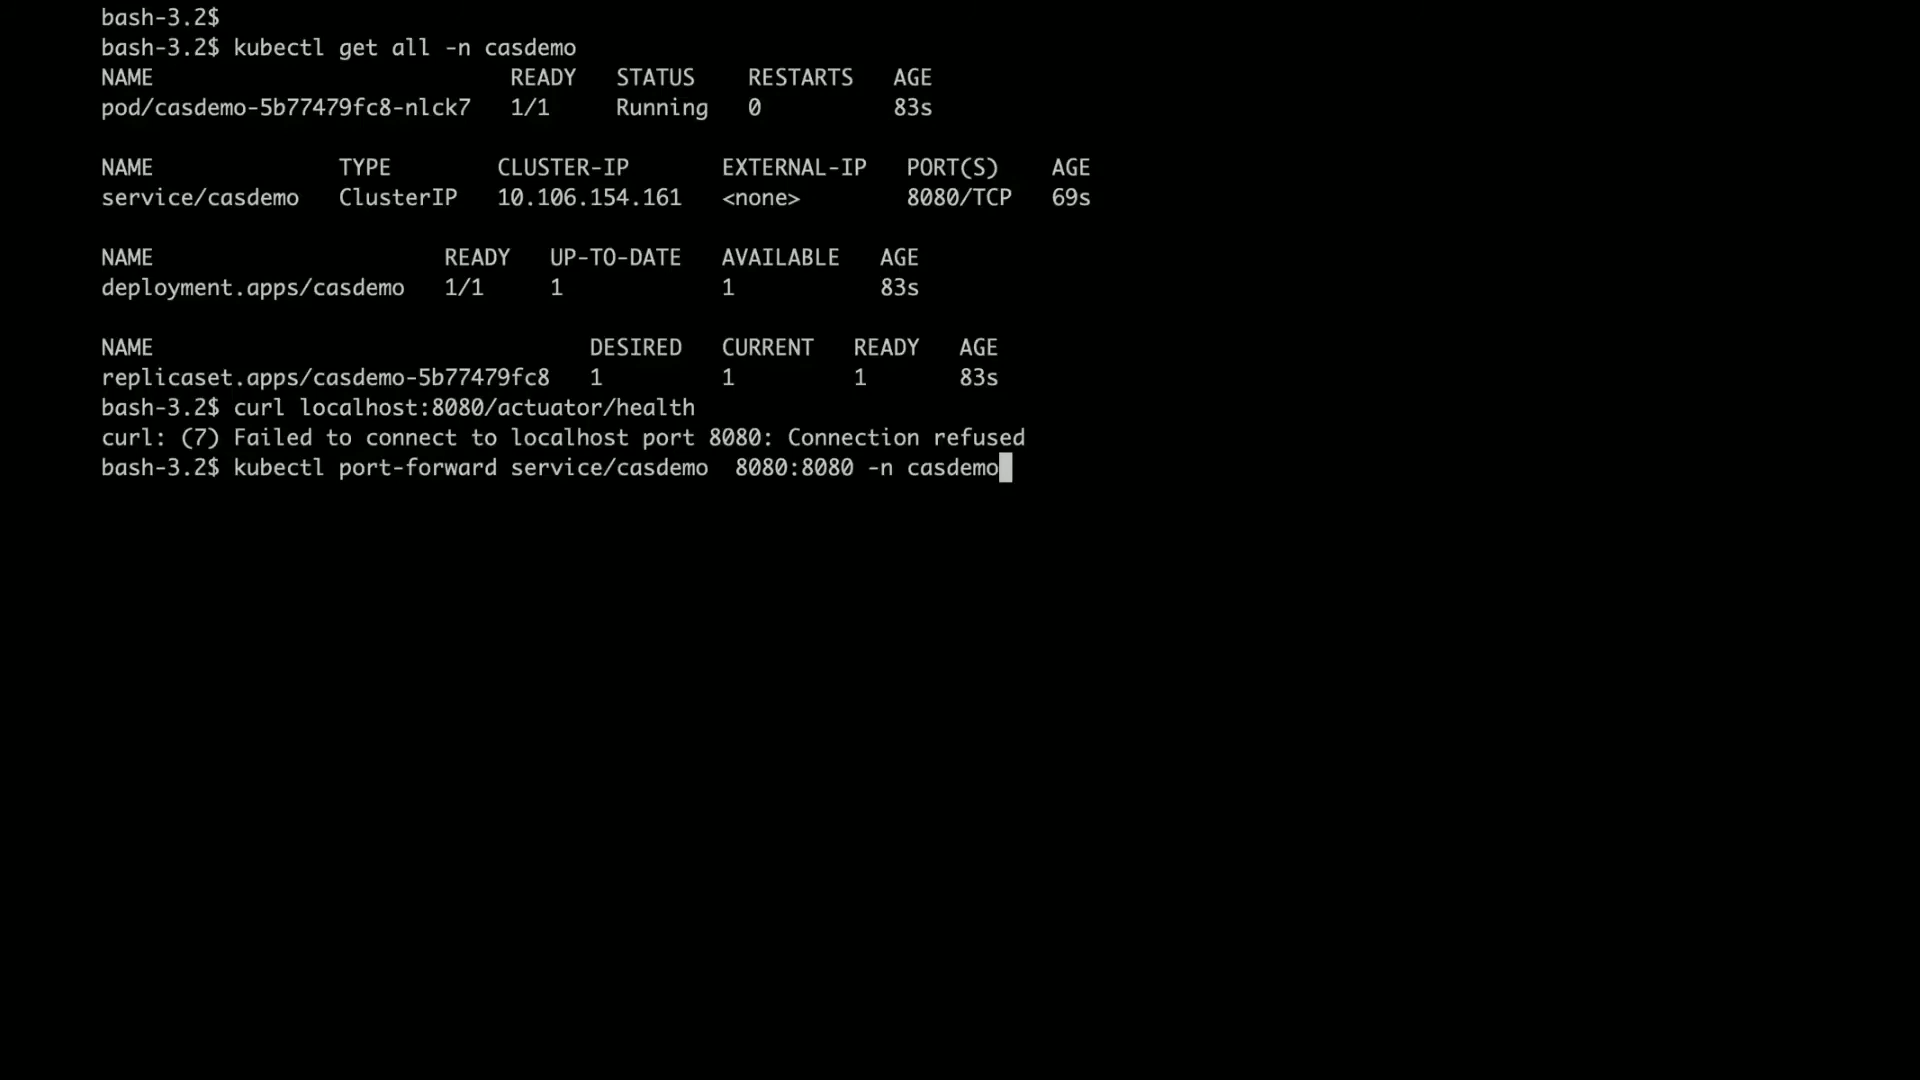 bash-3.2$
bash-3.2$ kubectl get all -n casdemo
NAME                           READY   STATUS    RESTARTS   AGE
pod/casdemo-5b77479fc8-nlck7   1/1     Running   0          83s

NAME              TYPE        CLUSTER-IP       EXTERNAL-IP   PORT(S)   AGE
service/casdemo   ClusterIP   10.106.154.161   <none>        8080/TCP   69s

NAME                      READY   UP-TO-DATE   AVAILABLE   AGE
deployment.apps/casdemo   1/1     1            1           83s

NAME                                 DESIRED   CURRENT   READY   AGE
replicaset.apps/casdemo-5b77479fc8   1         1         1       83s
bash-3.2$ curl localhost:8080/actuator/health
curl: (7) Failed to connect to localhost port 8080: Connection refused
bash-3.2$ kubectl port-forward service/casdemo  8080:8080 -n casdemo